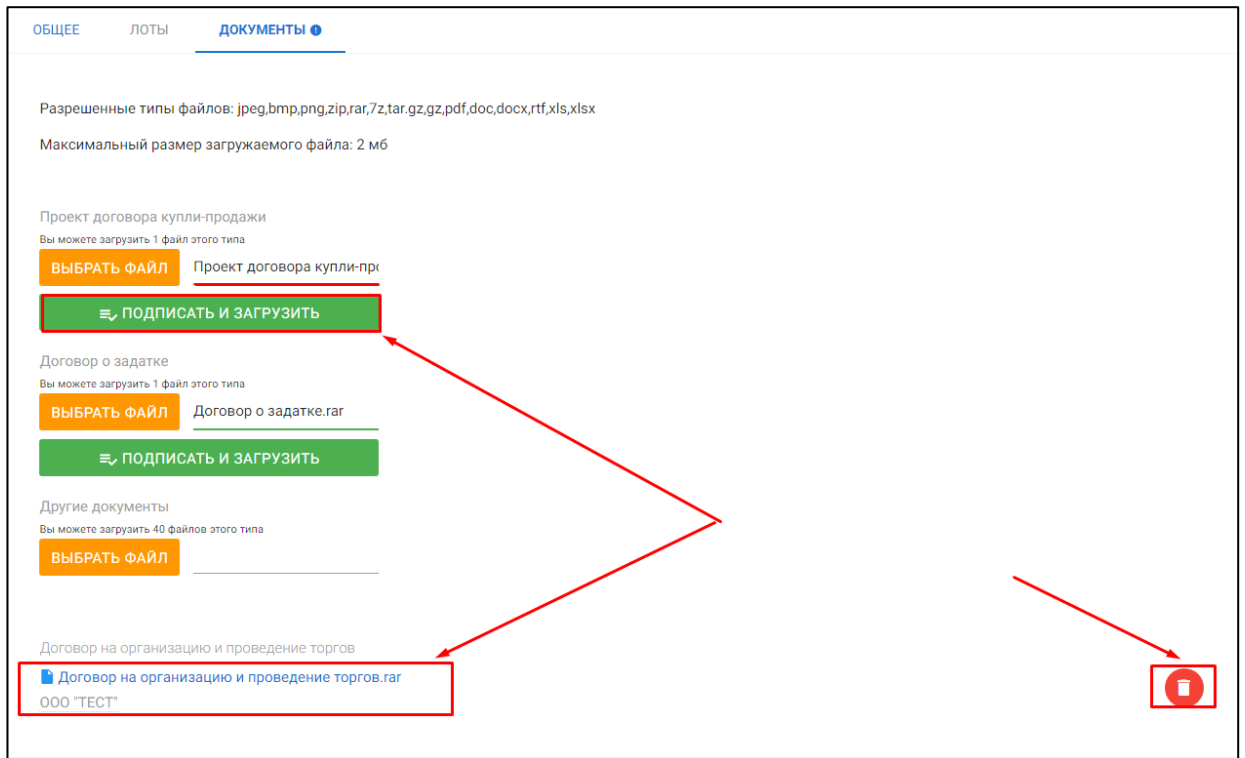 ОБЩЕЕ ЛОТЫ ДОКУМЕНТЫ
Разрешенные типы файлов: jpeg,bmp,png,zip,rar,7z,tar.gz,gz,pdf,doc,docx,rtf,xls,xlsx
Максимальный размер загружаемого файла: 2 мб
Проект договора купли-продажи
Вы можете загрузить 1 файл этого типа
ВЫБРАТЬ ФАЙЛ Проект договора купли-про
ПОДПИСАТЬ И ЗАГРУЗИТЬ
Договор о задатке
Вы можете загрузить 1 файл этого типа
ВЫБРАТЬ ФАЙЛ Договор о задатке.rar
ПОДПИСАТЬ И ЗАГРУЗИТЬ
Другие документы
Вы можете загрузить 40 файлов этого типа
ВЫБРАТЬ ФАЙЛ
Договор на организацию и проведение торгов
Договор на организацию и проведение торгов.rar
ООО "ТЕСТ"